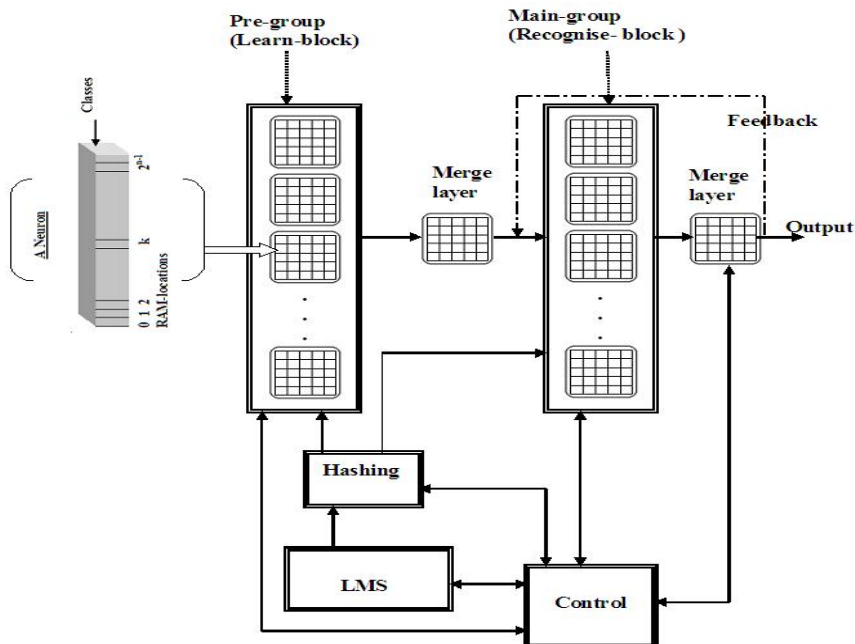 Pre-group
(Learn-block)
Main-group
(Recognise- block )
Classes
A Neuron
2ⁿ⁻¹
k
0 1 2
RAM-locations
Merge
layer
Feedback
Merge
layer
Output
Hashing
LMS
Control